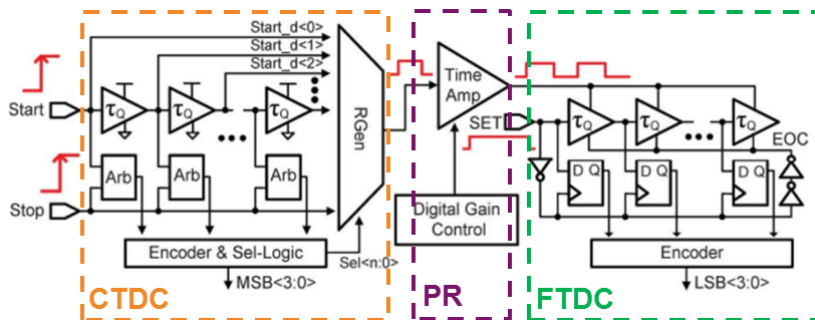 Start_d<0>
Start_d<1>
Start_d<2>
Start
τQ
τQ
τQ
RGen
Time
Amp
SET
τQ
τQ
τQ
EOC
Arb
Arb
Arb
D Q
D Q
D Q
Stop
Digital Gain
Control
Encoder & Sel-Logic
Sel<n:0>
Encoder
MSB<3:0>
LSB<3:0>
CTDC
PR
FTDC